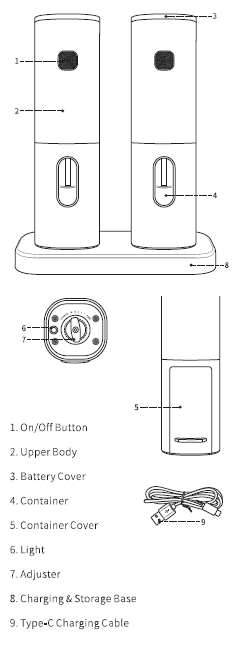 3
1
2
4
8
6
7
5
1. On/Off Button
2. Upper Body
3. Battery Cover
4. Container
5. Container Cover
9
6. Light
7. Adjuster
8. Charging & Storage Base
9. Type-C Charging Cable